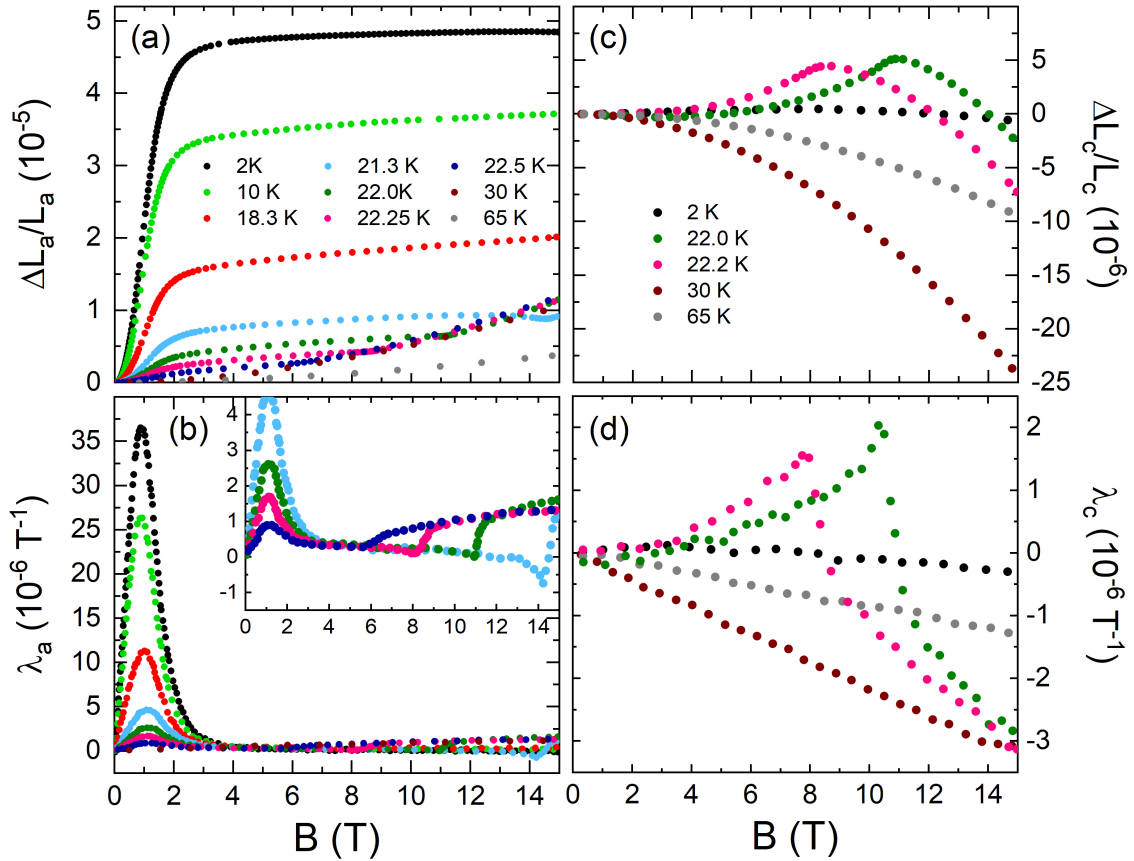 (a)
ΔLₐ/Lₐ (10⁻⁵)
5
4
3
2
1
0
2K
10 K
18.3 K
21.3 K
22.0K
22.25 K
22.5 K
30 K
65 K
(c)
ΔL_c/L_c (10⁻⁶)
5
0
-5
-10
-15
-20
-25
2 K
22.0 K
22.2 K
30 K
65 K
(b)
λₐ (10⁻⁶ T⁻¹)
35
30
25
20
15
10
5
0
4
3
2
1
0
-1
0 2 4 6 8 10 12 14
0 2 4 6 8 10 12 14
B (T)
(d)
λ_c (10⁻⁶ T⁻¹)
2
1
0
-1
-2
-3
0 2 4 6 8 10 12 14
B (T)